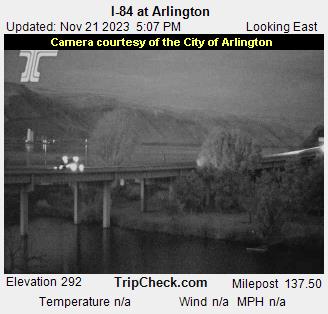 I-84 at Arlington
Updated: Nov 21 2023 5:07 PM Looking East
Camera courtesy of the City of Arlington
Elevation 292 TripCheck.com Milepost 137.50
Temperature n/a Wind n/a MPH n/a